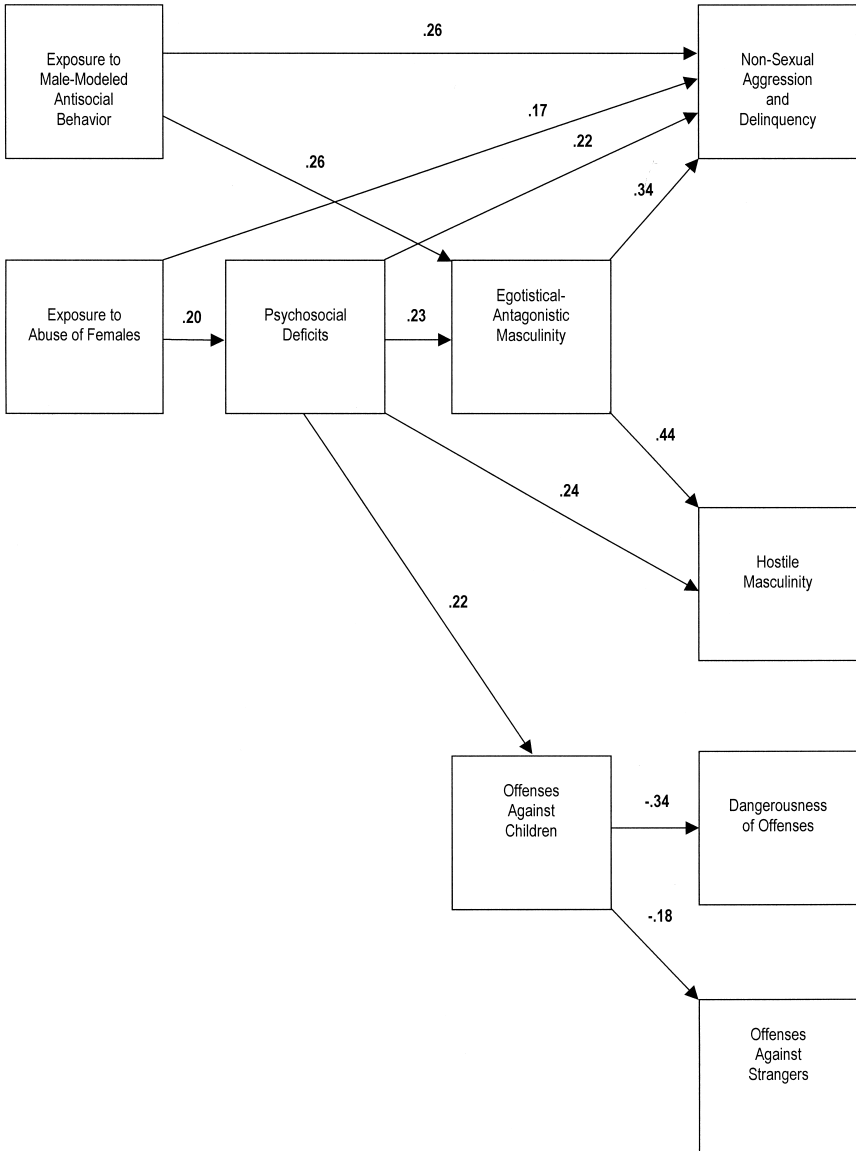 .26
Exposure to
Male-Modeled
Antisocial
Behavior
Non-Sexual
Aggression
and
Delinquency
.17
.22
.26
.34
Exposure to
Abuse of Females
.20
Psychosocial
Deficits
.23
Egotistical-
Antagonistic
Masculinity
.44
.24
Hostile
Masculinity
.22
Offenses
Against
Children
-.34
Dangerousness
of Offenses
-.18
Offenses
Against
Strangers